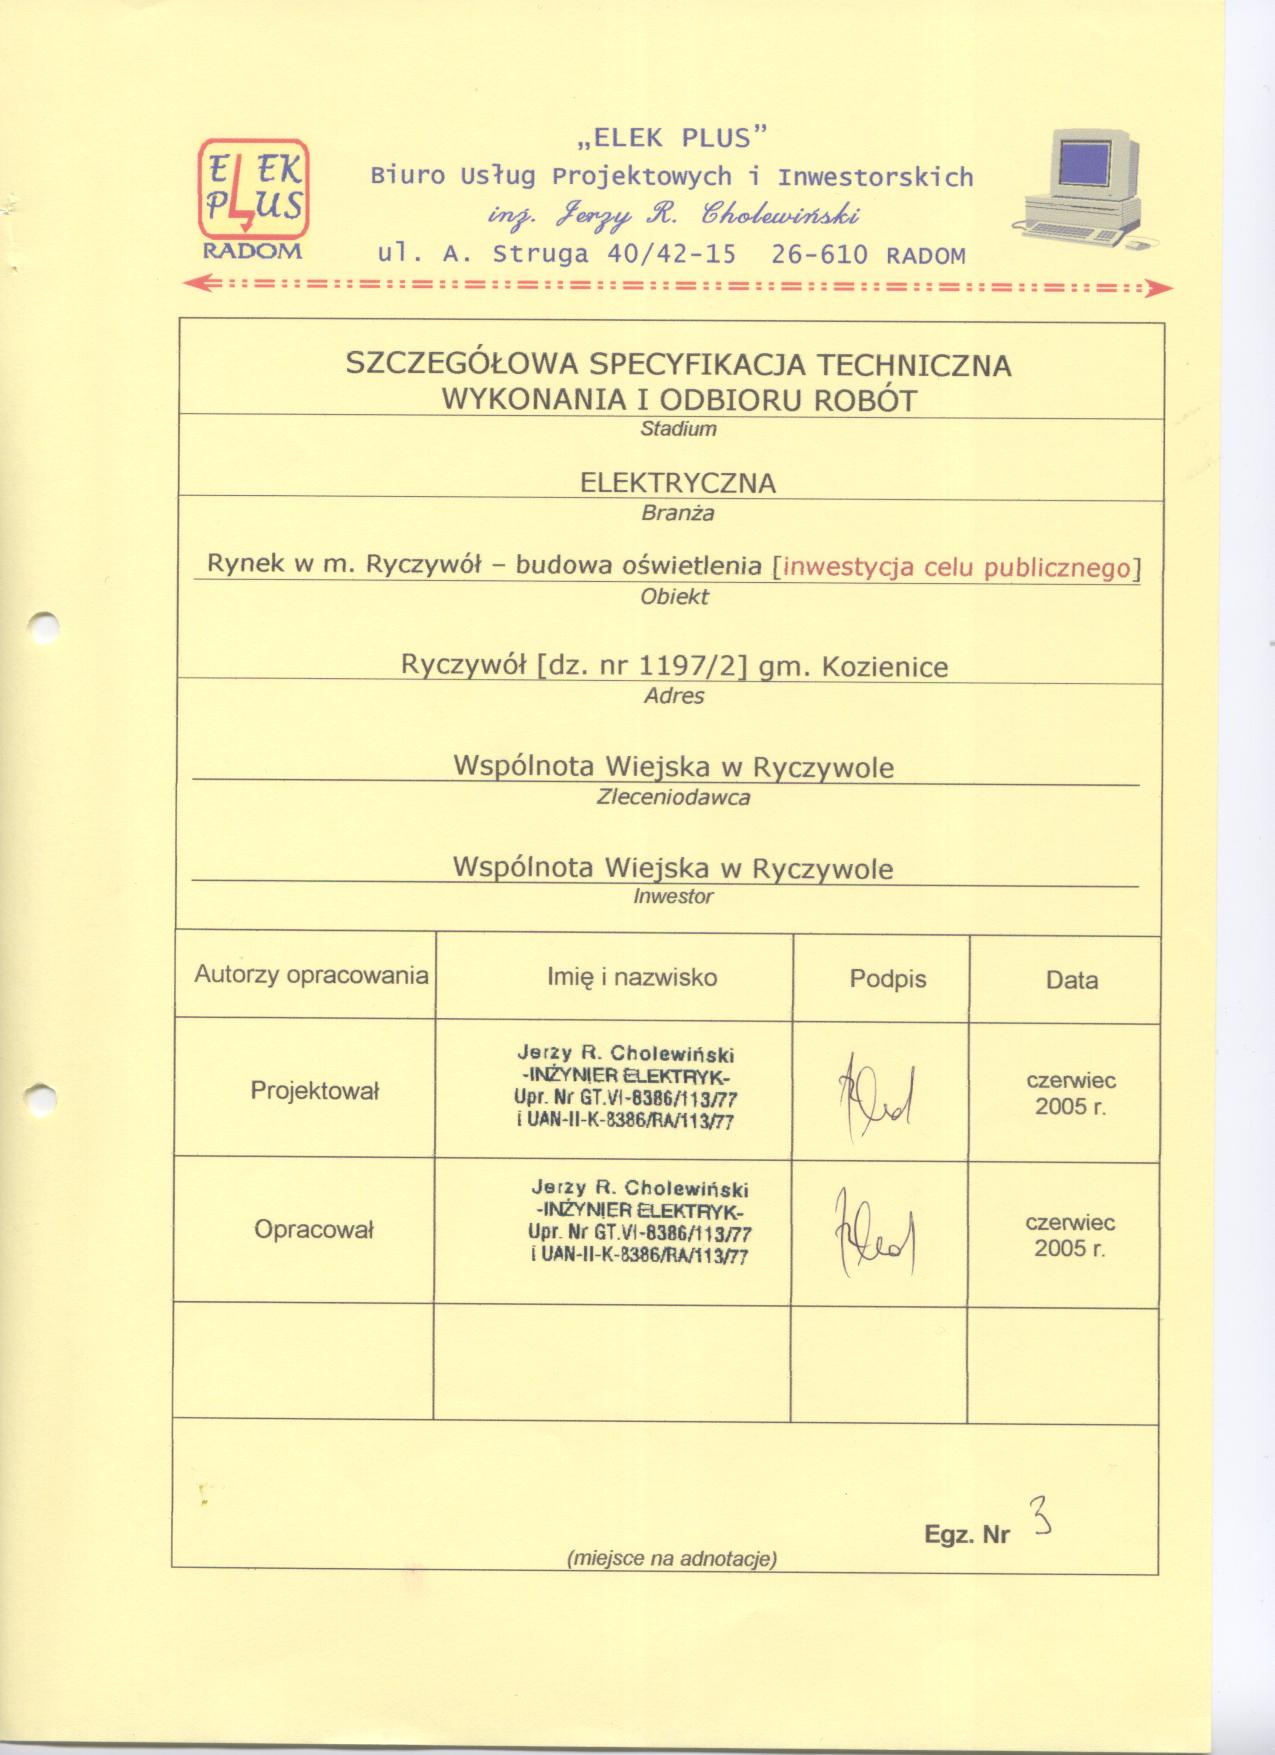 „ELEK PLUS”
Biuro Usług Projektowych i Inwestorskich
inż. Jerzy R. Cholewiński
ul. A. Struga 40/42-15 26-610 RADOM
ELEK
PLUS
RADOM
SZCZEGÓŁOWA SPECYFIKACJA TECHNICZNA
WYKONANIA I ODBIORU ROBÓT
Stadium
ELEKTRYCZNA
Branża
Rynek w m. Ryczywół – budowa oświetlenia [inwestycja celu publicznego]
Obiekt
Ryczywół [dz. nr 1197/2] gm. Kozienice
Adres
Wspólnota Wiejska w Ryczywole
Zleceniodawca
Wspólnota Wiejska w Ryczywole
Inwestor
Autorzy opracowania Imię i nazwisko Podpis Data
Projektował
Jerzy R. Cholewiński
-INŻYNIER ELEKTRYK-
Upr. Nr GT.VI-8386/113/77
i UAN-II-K-8386/RA/113/77
czerwiec
2005 r.
Opracował
Jerzy R. Cholewiński
-INŻYNIER ELEKTRYK-
Upr. Nr GT.VI-8386/113/77
i UAN-II-K-8386/RA/113/77
czerwiec
2005 r.
Egz. Nr 3
(miejsce na adnotacje)